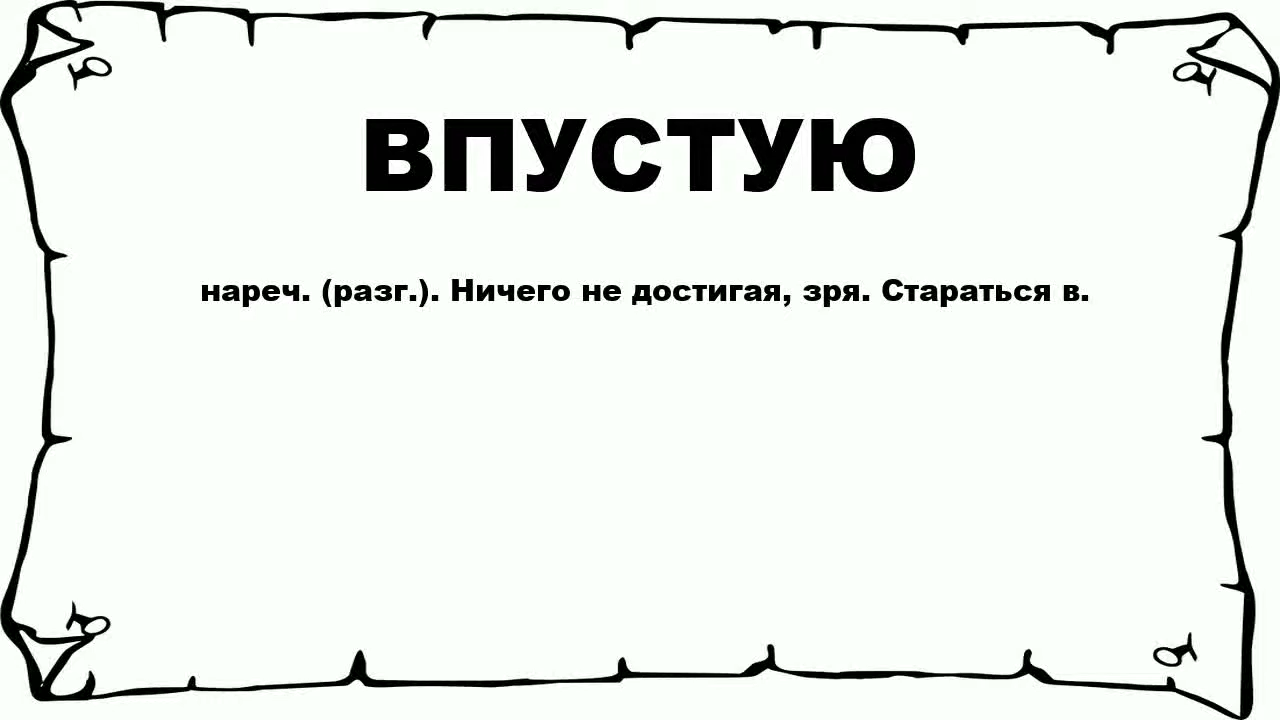 ВПУСТУЮ
нареч. (разг.). Ничего не достигая, зря. Стараться в.